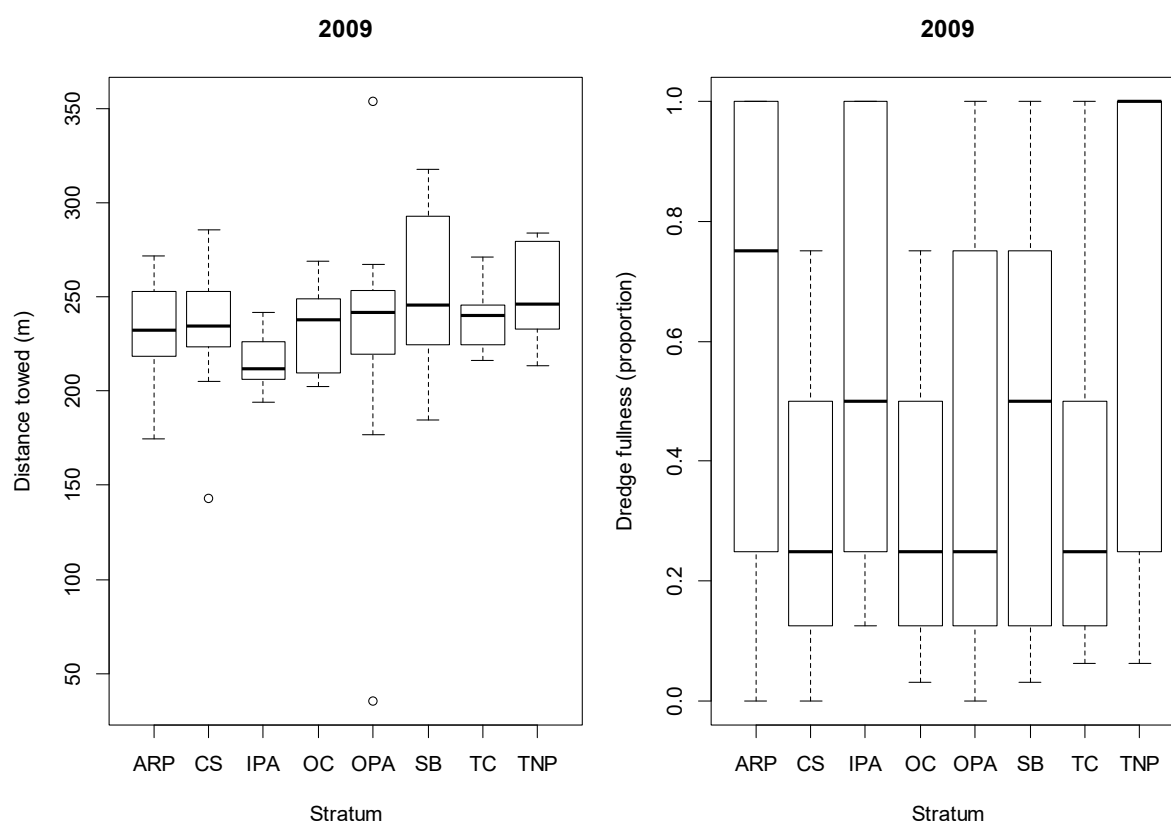 2009
Distance towed (m)
350
300
250
200
150
100
50
ARP CS IPA OC OPA SB TC TNP
Stratum
2009
Dredge fullness (proportion)
1.0
0.8
0.6
0.4
0.2
0.0
ARP CS IPA OC OPA SB TC TNP
Stratum